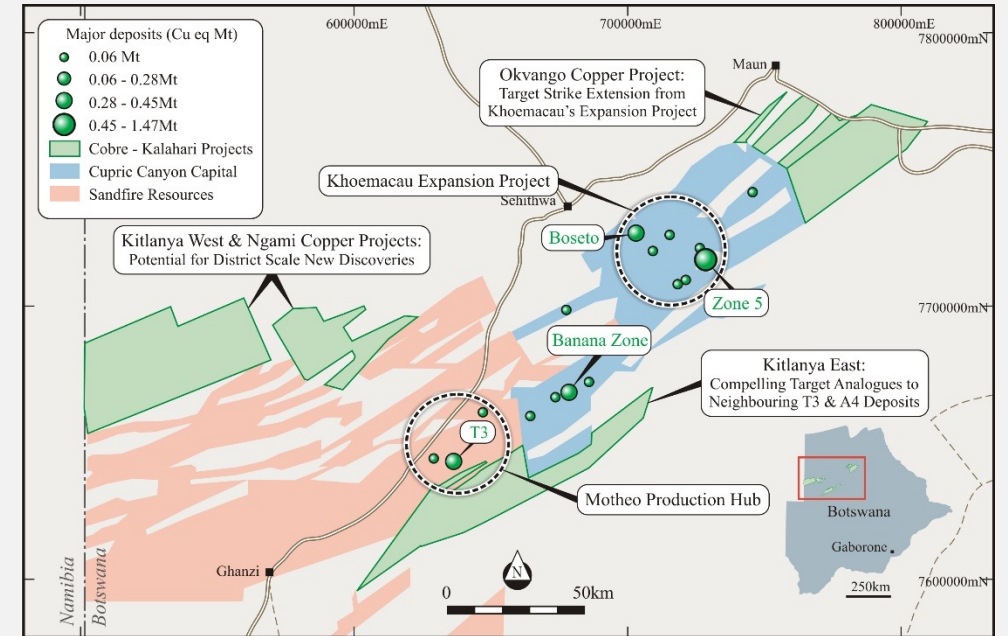 600000mE
700000mE
800000mE
7800000mN
Major deposits (Cu eq Mt)
0.06 Mt
0.06 - 0.28Mt
0.28 - 0.45Mt
0.45 - 1.47Mt
Cobre - Kalahari Projects
Cupric Canyon Capital
Sandfire Resources
Maun
Okvango Copper Project:
Target Strike Extension from
Khoemacau's Expansion Project
Khoemacau Expansion Project
Sehithwa
Kitlanya West & Ngami Copper Projects:
Potential for District Scale New Discoveries
Boseto
Zone 5
7700000mN
Banana Zone
Kitlanya East:
Compelling Target Analogues to
Neighbouring T3 & A4 Deposits
T3
Motheo Production Hub
Botswana
Gaborone
250km
Namibia
Botswana
Ghanzi
N
0
50km
7600000mN